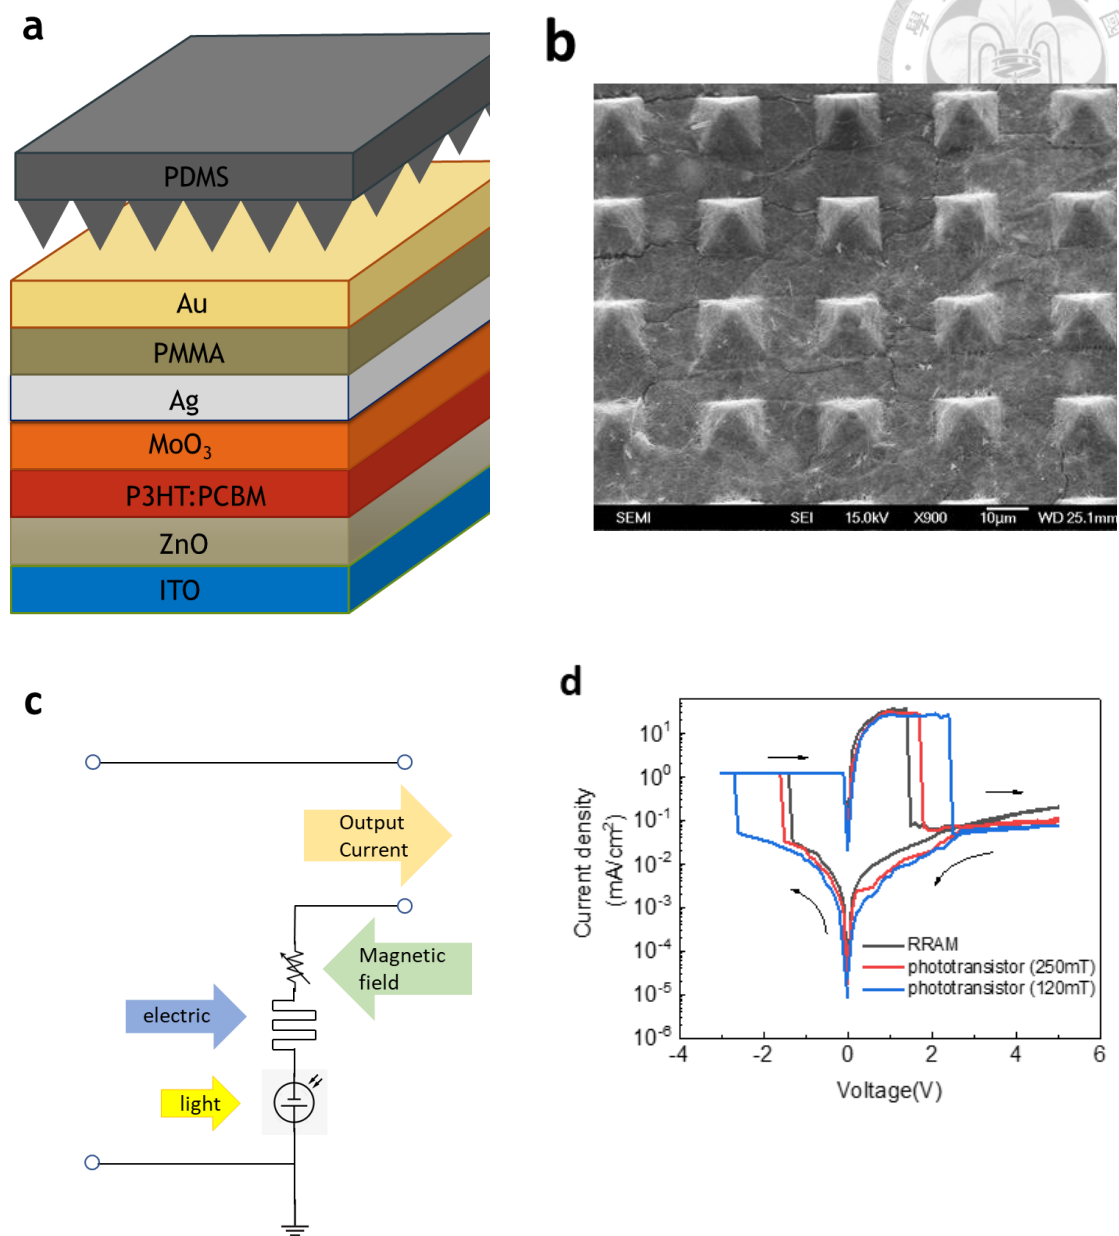 a
PDMS
Au
PMMA
Ag
MoO₃
P3HT:PCBM
ZnO
ITO
b
學
國
SEMI SEI 15.0kV X900 10μm WD 25.1mm
c
Output
Current
Magnetic
field
electric
light
d
Current density
(mA/cm²)
10¹
10⁰
10⁻¹
10⁻²
10⁻³
10⁻⁴
10⁻⁵
10⁻⁶
RRAM
phototransistor (250mT)
phototransistor (120mT)
-4 -2 0 2 4 6
Voltage(V)